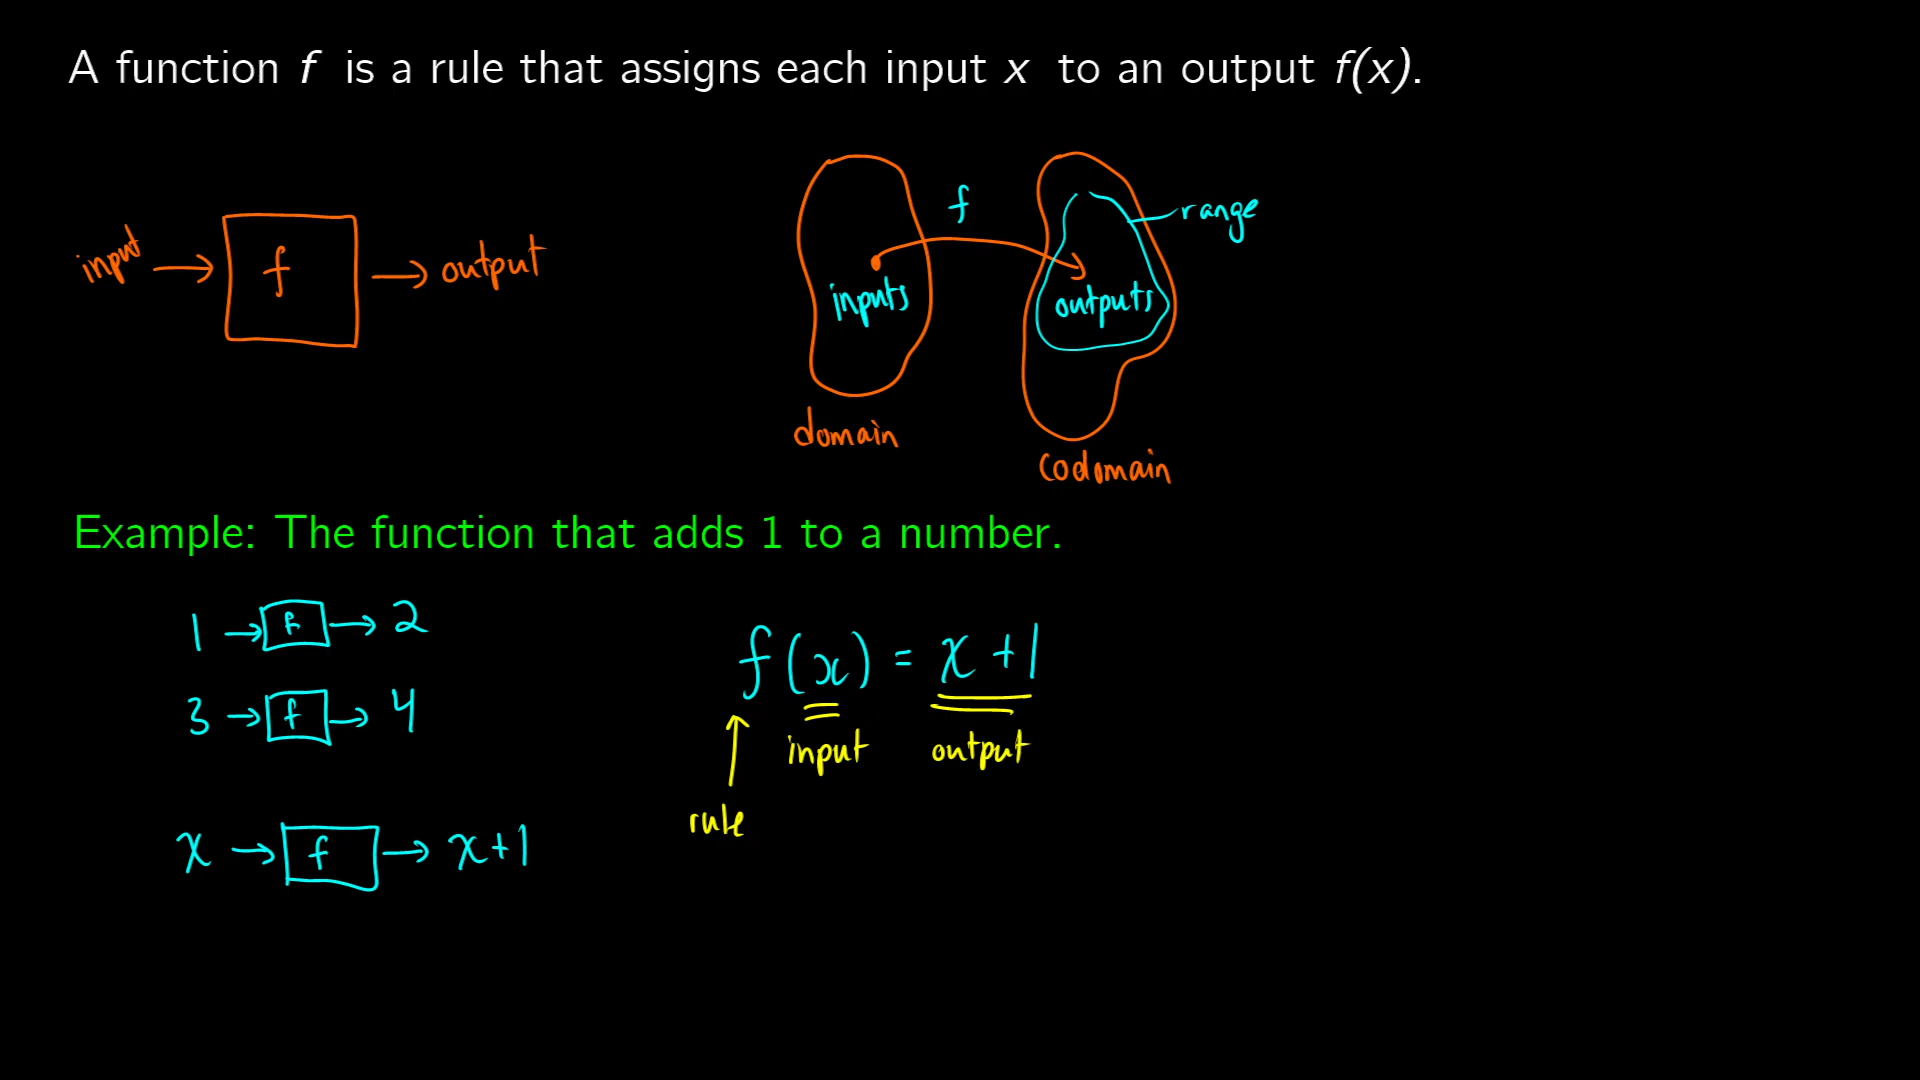 A function f is a rule that assigns each input x to an output f(x).
input → f → output
f
range
inputs
outputs
domain
codomain
Example: The function that adds 1 to a number.
1 → f → 2
3 → f → 4
x → f → x+1
f(x) = x+1
input
output
rule